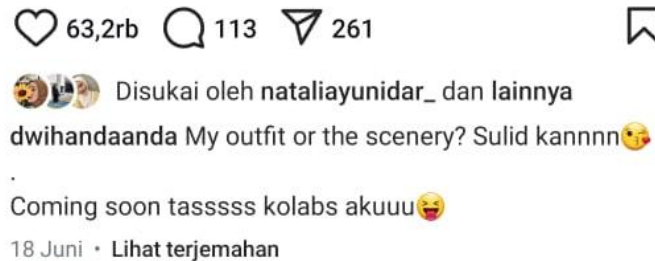 63,2rb 113 261
Disukai oleh nataliayunidar_ dan lainnya
dwihandaanda My outfit or the scenery? Sulid kannnn😘
.
Coming soon tasssss kolabs akuuu😝
18 Juni • Lihat terjemahan